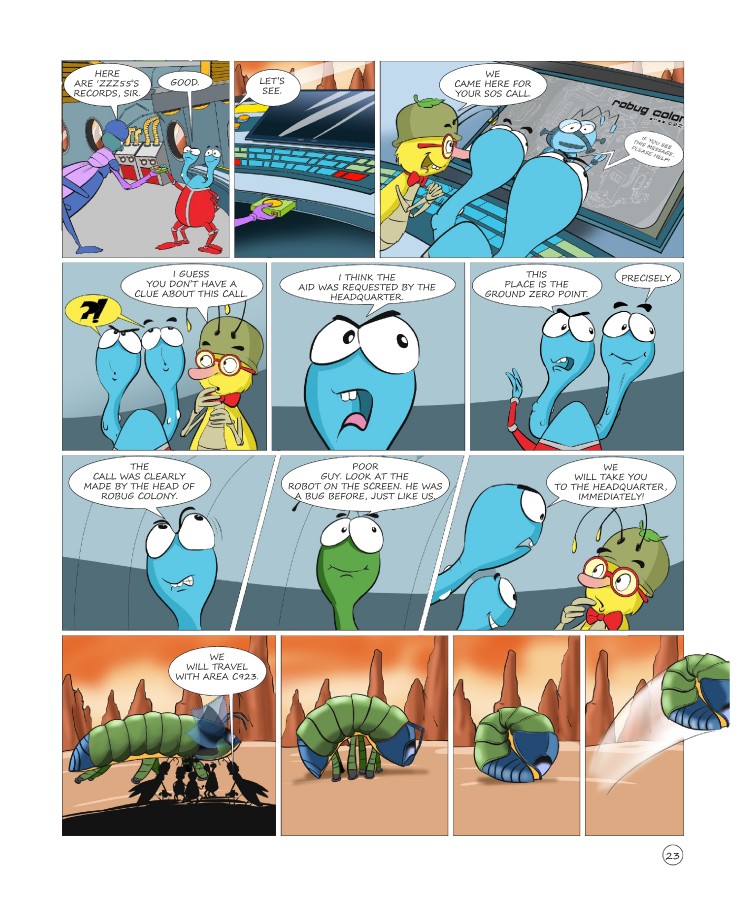 HERE
ARE 'ZZZ55'S
RECORDS, SIR.
GOOD.
LET'S
SEE.
WE
CAME HERE FOR
YOUR SOS CALL.
robug color
IF YOU SEE
THIS MESSAGE,
PLEASE HELP!
I GUESS
YOU DON'T HAVE A
CLUE ABOUT THIS CALL.
?!
I THINK THE
AID WAS REQUESTED BY THE
HEADQUARTER.
THIS
PLACE IS THE
GROUND ZERO POINT.
PRECISELY.
THE
CALL WAS CLEARLY
MADE BY THE HEAD OF
ROBUG COLONY.
POOR
GUY. LOOK AT THE
ROBOT ON THE SCREEN. HE WAS
A BUG BEFORE, JUST LIKE US.
WE
WILL TAKE YOU
TO THE HEADQUARTER,
IMMEDIATELY!
WE
WILL TRAVEL
WITH AREA C923.
23